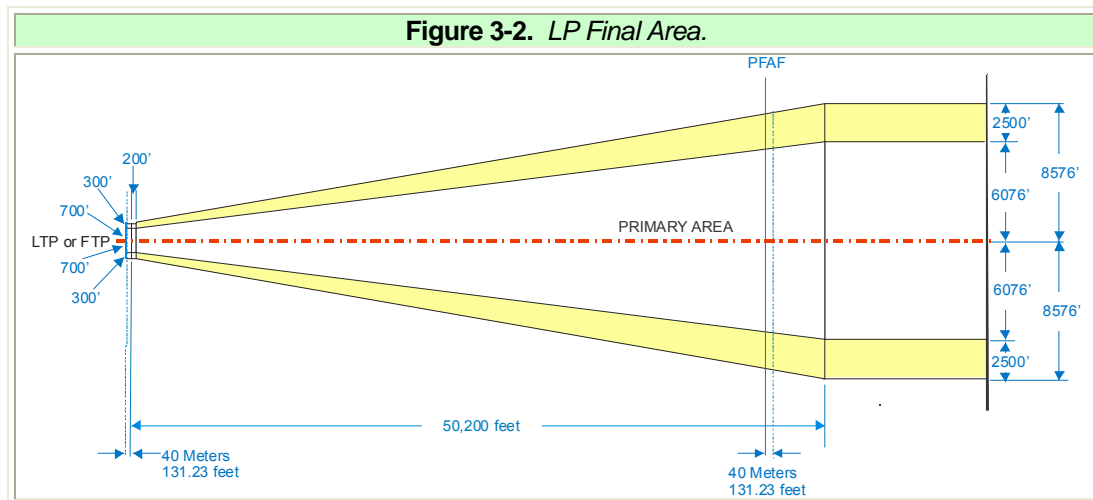 Figure 3-2. LP Final Area.
PFAF
2500'
200'
8576'
300'
6076'
700'
LTP or FTP
PRIMARY AREA
700'
6076'
300'
8576'
2500'
50,200 feet
40 Meters
131.23 feet
40 Meters
131.23 feet